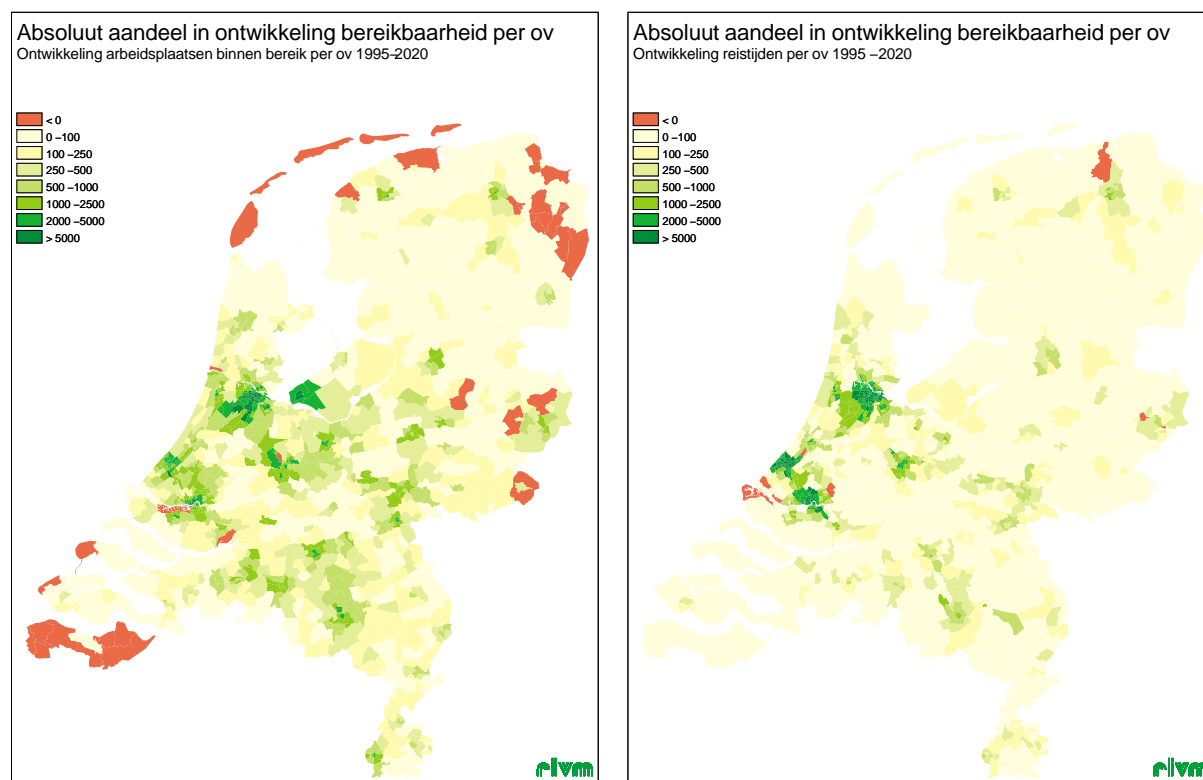 Absoluut aandeel in ontwikkeling bereikbaarheid per ov
Ontwikkeling arbeidsplaatsen binnen bereik per ov 1995–2020
< 0
0 –100
100 –250
250 –500
500 –1000
1000 –2500
2000 –5000
> 5000
rivm
Absoluut aandeel in ontwikkeling bereikbaarheid per ov
Ontwikkeling reistijden per ov 1995 –2020
< 0
0 –100
100 –250
250 –500
500 –1000
1000 –2500
2000 –5000
> 5000
rivm